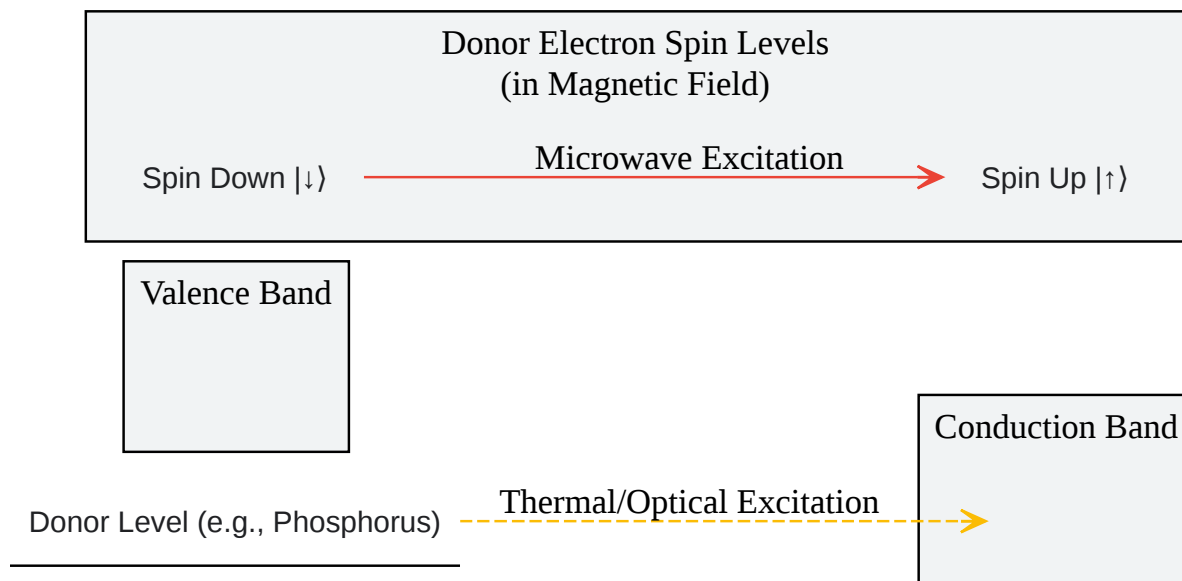 Donor Electron Spin Levels
(in Magnetic Field)
Microwave Excitation
Spin Down |↓⟩
Spin Up |↑⟩
Valence Band
Conduction Band
Thermal/Optical Excitation
Donor Level (e.g., Phosphorus)